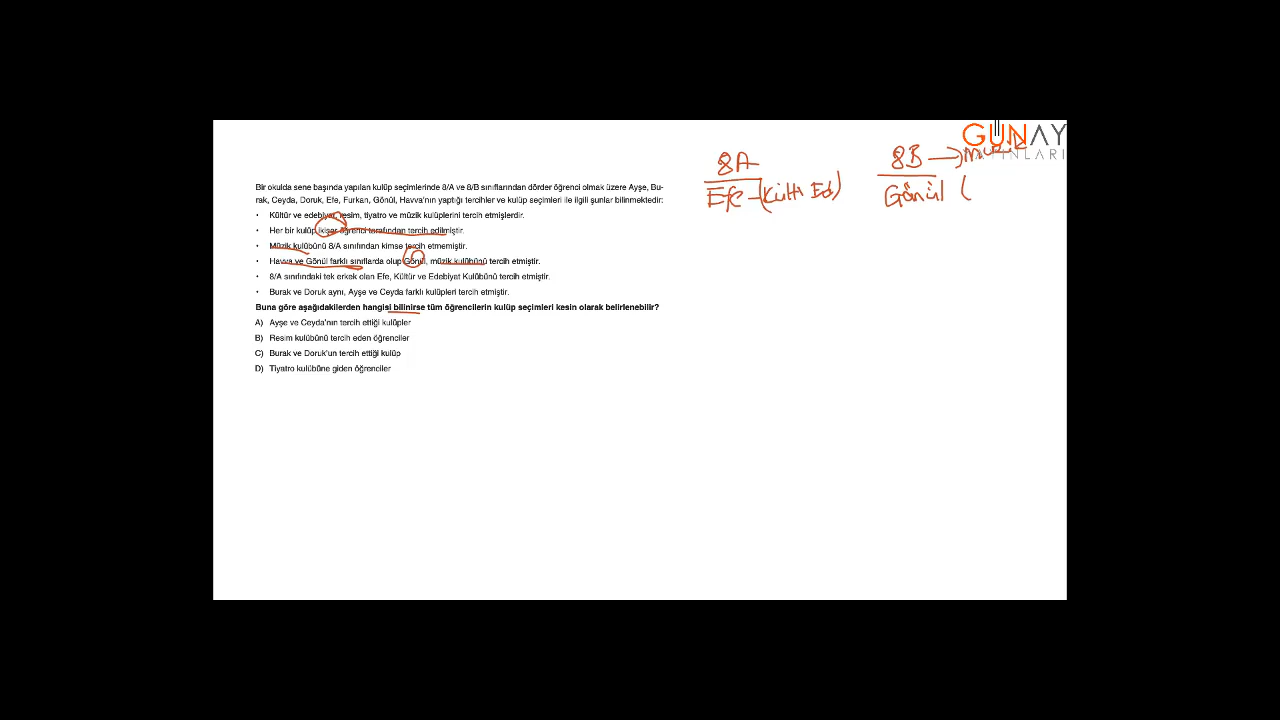 GÜNAY
YAYINLARI
8A
8B → Müzik
Efe - (Kültü Ed)
Gönül (
Bir okulda sene başında yapılan kulüp seçimlerinde 8/A ve 8/B sınıflarından dörder öğrenci olmak üzere Ayşe, Bu-
rak, Ceyda, Doruk, Efe, Furkan, Gönül, Havva'nın yaptığı tercihler ve kulüp seçimleri ile ilgili şunlar bilinmektedir:
• Kültür ve edebiyat, resim, tiyatro ve müzik kulüplerini tercih etmişlerdir.
• Her bir kulüp ikişer öğrenci tarafından tercih edilmiştir.
• Müzik kulübünü 8/A sınıfından kimse tercih etmemiştir.
• Havva ve Gönül farklı sınıflarda olup Gönül, müzik kulübünü tercih etmiştir.
• 8/A sınıfındaki tek erkek olan Efe, Kültür ve Edebiyat Kulübünü tercih etmiştir.
• Burak ve Doruk aynı, Ayşe ve Ceyda farklı kulüpleri tercih etmiştir.
Buna göre aşağıdakilerden hangisi bilinirse tüm öğrencilerin kulüp seçimleri kesin olarak belirlenebilir?
A) Ayşe ve Ceyda'nın tercih ettiği kulüpler
B) Resim kulübünü tercih eden öğrenciler
C) Burak ve Doruk'un tercih ettiği kulüp
D) Tiyatro kulübüne giden öğrenciler